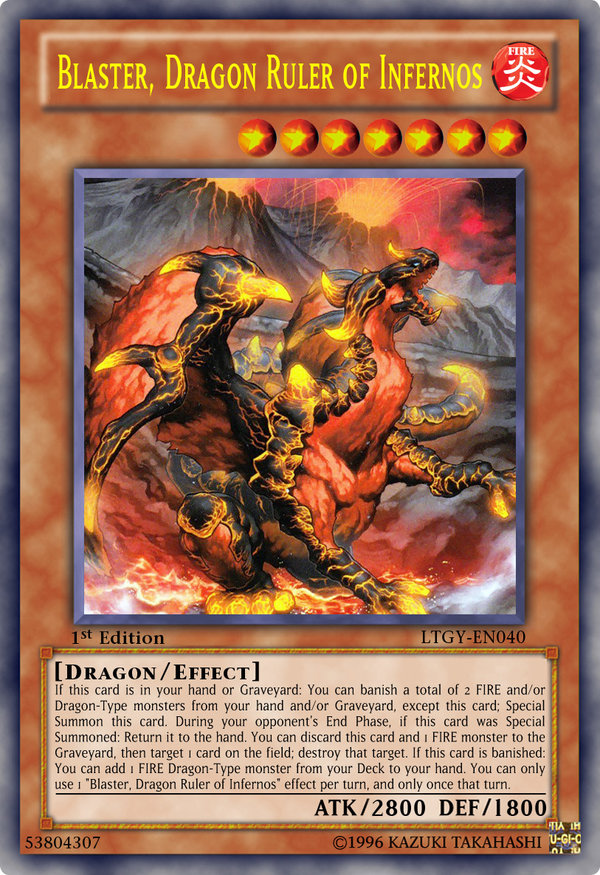 BLASTER, DRAGON RULER OF INFERNOS
FIRE
炎
1st Edition
LTGY-EN040
[DRAGON/EFFECT]
If this card is in your hand or Graveyard: You can banish a total of 2 FIRE and/or
Dragon-Type monsters from your hand and/or Graveyard, except this card; Special
Summon this card. During your opponent's End Phase, if this card was Special
Summoned: Return it to the hand. You can discard this card and 1 FIRE monster to the
Graveyard, then target 1 card on the field; destroy that target. If this card is banished:
You can add 1 FIRE Dragon-Type monster from your Deck to your hand. You can only
use 1 "Blaster, Dragon Ruler of Infernos" effect per turn, and only once that turn.
ATK/2800 DEF/1800
53804307
©1996 KAZUKI TAKAHASHI